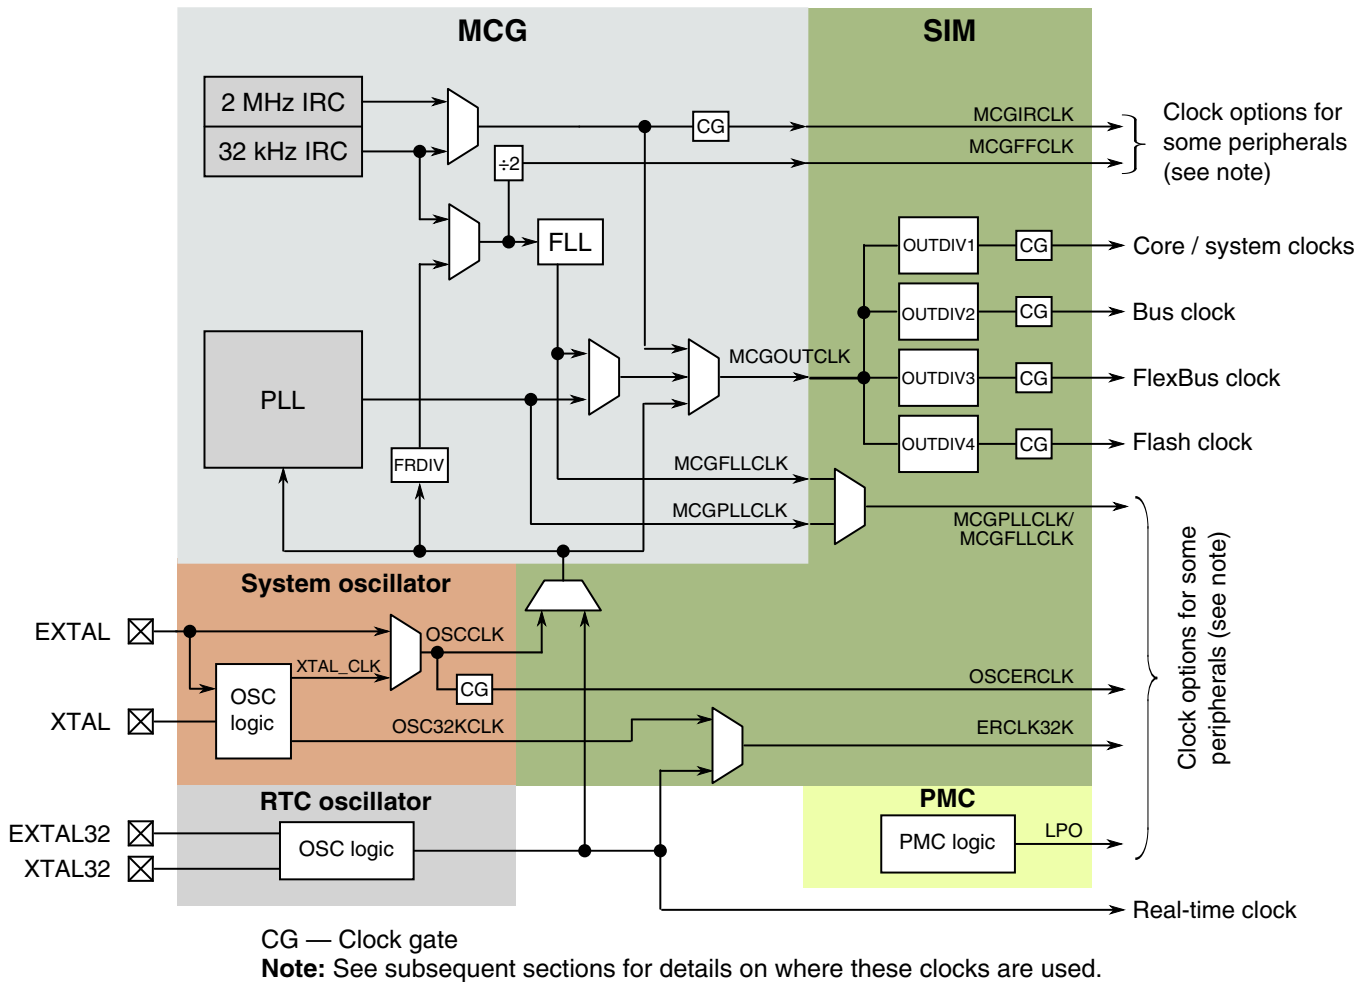 MCG
SIM
2 MHz IRC
32 kHz IRC
CG
÷2
MCGIRCLK
MCGFFCLK
Clock options for
some peripherals
(see note)
FLL
OUTDIV1
CG
Core / system clocks
OUTDIV2
CG
Bus clock
PLL
MCGOUTCLK
OUTDIV3
CG
FlexBus clock
OUTDIV4
CG
Flash clock
FRDIV
MCGFLLCLK
MCGPLLCLK
MCGPLLCLK/
MCGFLLCLK
Clock options for some
peripherals (see note)
System oscillator
EXTAL
OSCCLK
XTAL_CLK
OSC
logic
CG
OSCERCLK
XTAL
OSC32KCLK
ERCLK32K
RTC oscillator
PMC
EXTAL32
XTAL32
OSC logic
PMC logic
LPO
Real-time clock
CG — Clock gate
Note: See subsequent sections for details on where these clocks are used.